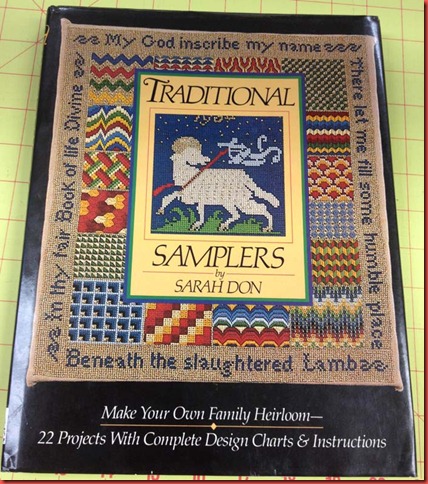 My God inscribe my name
In thy fair Book of life Divine
There let me fill some humble place
Beneath the slaughtered Lamb
TRADITIONAL
SAMPLERS
by
SARAH DON
Make Your Own Family Heirloom—
22 Projects With Complete Design Charts & Instructions